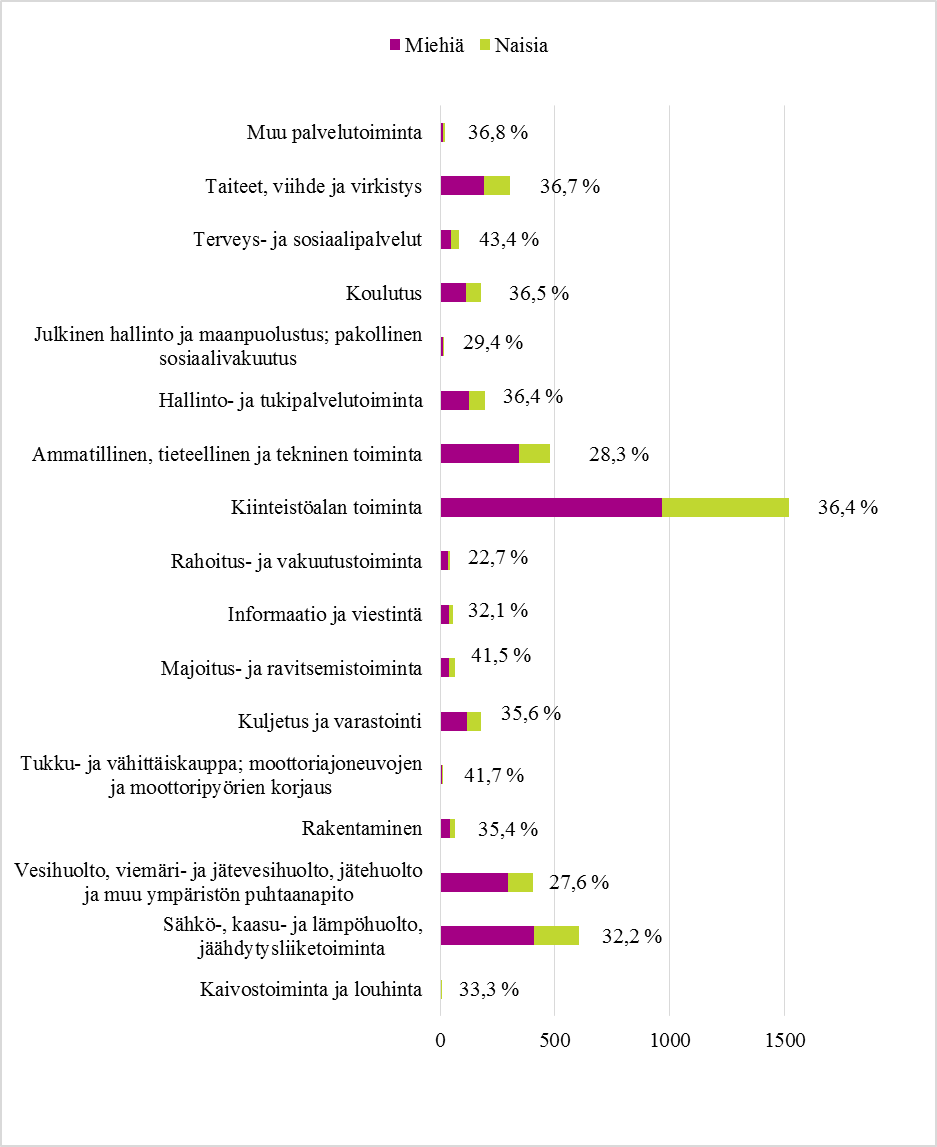 Miehiä Naisia
Muu palvelutoiminta 36,8 %
Taiteet, viihde ja virkistys 36,7 %
Terveys- ja sosiaalipalvelut 43,4 %
Koulutus 36,5 %
Julkinen hallinto ja maanpuolustus; pakollinen
sosiaalivakuutus 29,4 %
Hallinto- ja tukipalvelutoiminta 36,4 %
Ammatillinen, tieteellinen ja tekninen toiminta 28,3 %
Kiinteistöalan toiminta 36,4 %
Rahoitus- ja vakuutustoiminta 22,7 %
Informaatio ja viestintä 32,1 %
Majoitus- ja ravitsemistoiminta 41,5 %
Kuljetus ja varastointi 35,6 %
Tukku- ja vähittäiskauppa; moottoriajoneuvojen
ja moottoripyörien korjaus 41,7 %
Rakentaminen 35,4 %
Vesihuolto, viemäri- ja jätevesihuolto, jätehuolto
ja muu ympäristön puhtaanapito 27,6 %
Sähkö-, kaasu- ja lämpöhuolto,
jäähdytysliiketoiminta 32,2 %
Kaivostoiminta ja louhinta 33,3 %
0 500 1000 1500